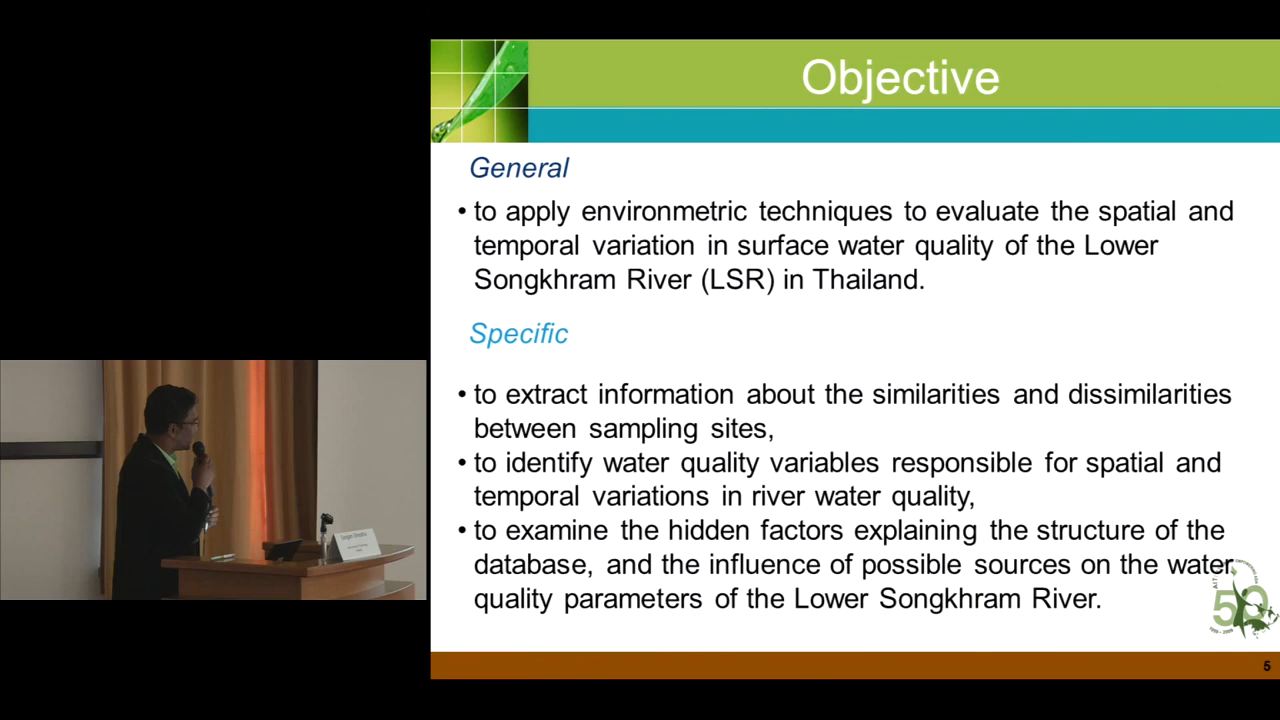 Objective
General
• to apply environmetric techniques to evaluate the spatial and
temporal variation in surface water quality of the Lower
Songkhram River (LSR) in Thailand.
Specific
• to extract information about the similarities and dissimilarities
between sampling sites,
• to identify water quality variables responsible for spatial and
temporal variations in river water quality,
• to examine the hidden factors explaining the structure of the
database, and the influence of possible sources on the water
quality parameters of the Lower Songkhram River.
50
5